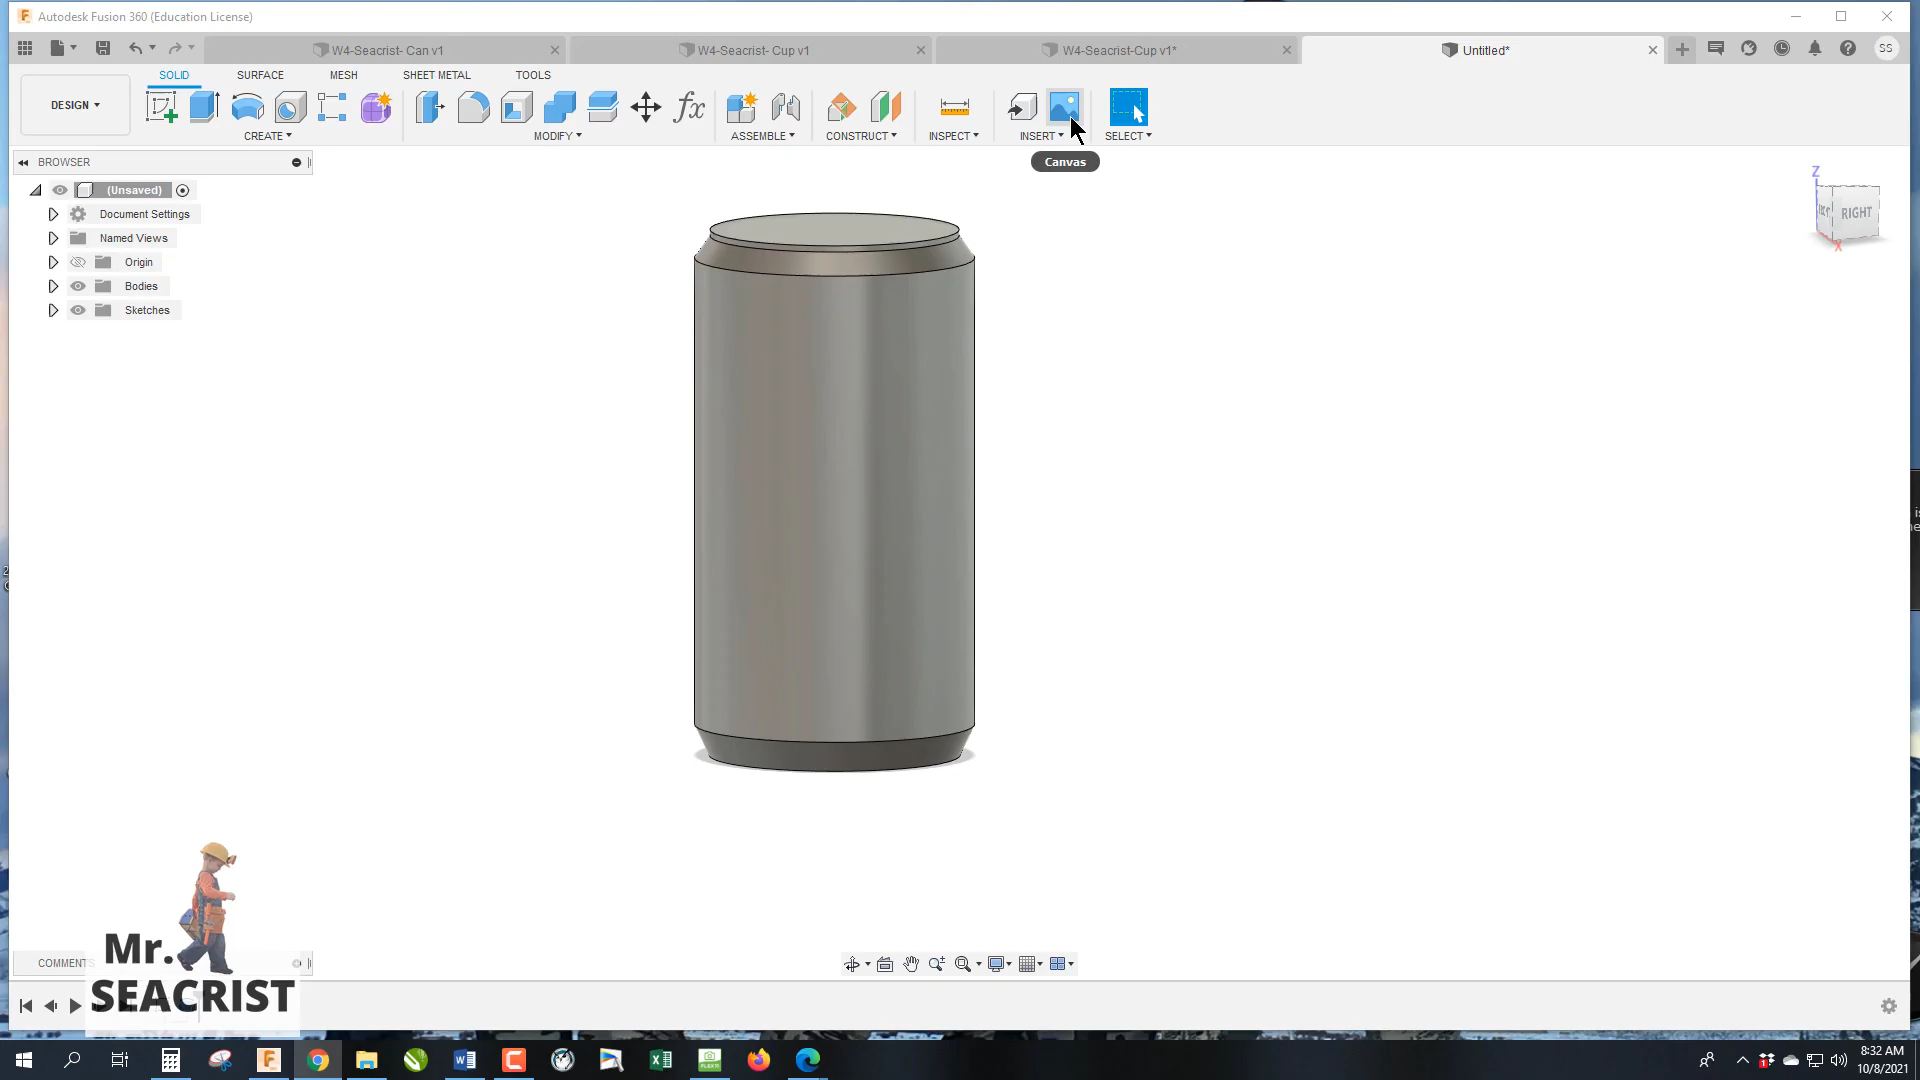 Autodesk Fusion 360 (Education License)
W4-Seacrist- Can v1
W4-Seacrist- Cup v1
W4-Seacrist-Cup v1*
Untitled*
SS
DESIGN
SOLID
SURFACE
MESH
SHEET METAL
TOOLS
fx
CREATE
MODIFY
ASSEMBLE
CONSTRUCT
INSPECT
INSERT
SELECT
Canvas
BROWSER
(Unsaved)
Document Settings
Named Views
Origin
Bodies
Sketches
Z
RIGHT
X
COMMENTS
Mr.
SEACRIST
8:32 AM
10/8/2021